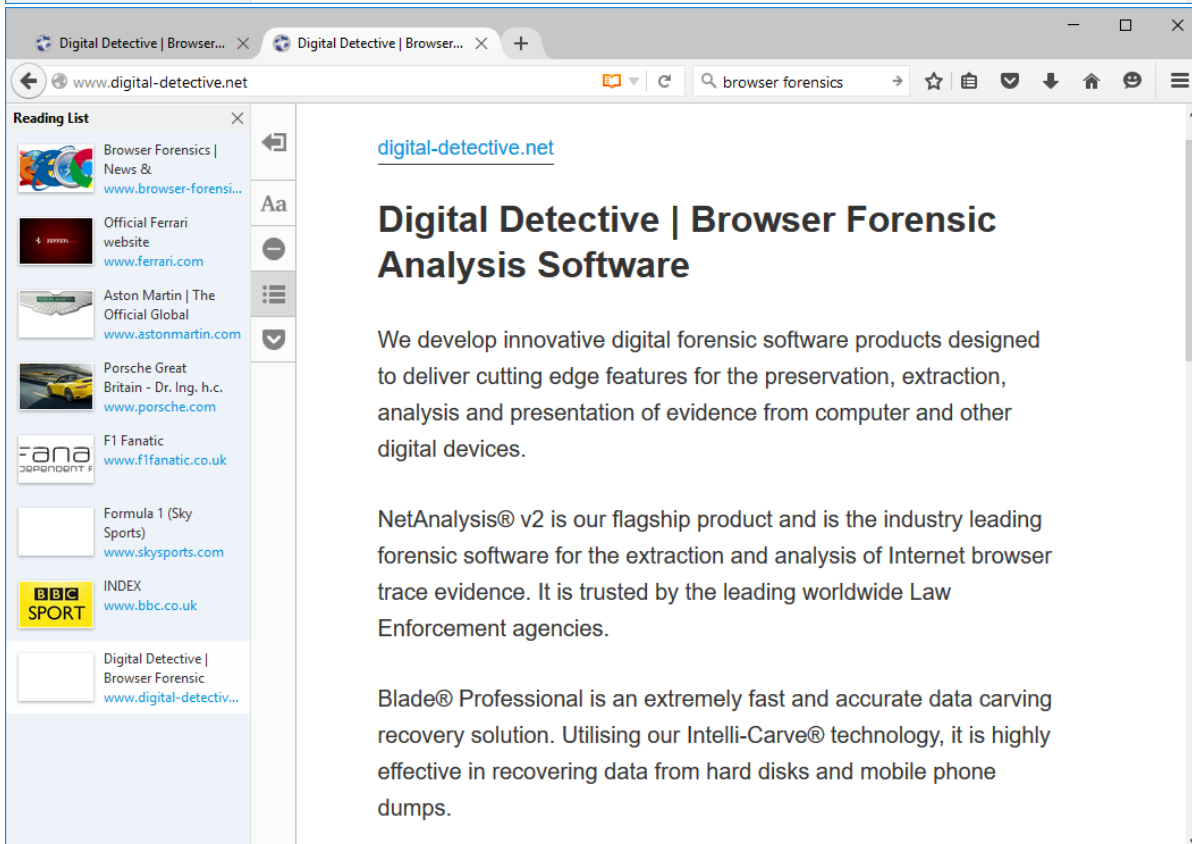 Digital Detective | Browser...
Digital Detective | Browser...
www.digital-detective.net
browser forensics
Reading List
Browser Forensics |
News &
www.browser-forensi...
FERRARI
Official Ferrari
website
www.ferrari.com
ASTON MARTIN
Aston Martin | The
Official Global
www.astonmartin.com
Porsche Great
Britain - Dr. Ing. h.c.
www.porsche.com
Fana
DEPENDENT F
F1 Fanatic
www.f1fanatic.co.uk
Formula 1 (Sky
Sports)
www.skysports.com
BBC
SPORT
INDEX
www.bbc.co.uk
Digital Detective |
Browser Forensic
www.digital-detectiv...
Aa
digital-detective.net
Digital Detective | Browser Forensic
Analysis Software
We develop innovative digital forensic software products designed
to deliver cutting edge features for the preservation, extraction,
analysis and presentation of evidence from computer and other
digital devices.
NetAnalysis® v2 is our flagship product and is the industry leading
forensic software for the extraction and analysis of Internet browser
trace evidence. It is trusted by the leading worldwide Law
Enforcement agencies.
Blade® Professional is an extremely fast and accurate data carving
recovery solution. Utilising our Intelli-Carve® technology, it is highly
effective in recovering data from hard disks and mobile phone
dumps.